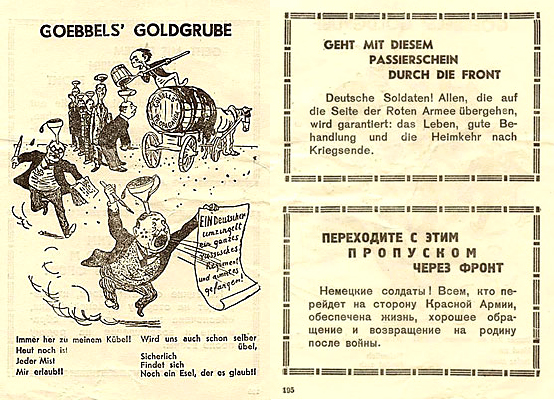 GOEBBELS' GOLDGRUBE
EIN Deutscher
umzingelt
ein ganzes
russisches
Regiment
und nimmt es
gefangen!
Immer her zu meinem Kübel!
Heut noch ist
Jeder Mist
Mir erlaubt!
Wird uns auch schon selber
übel,
Sicherlich
Findet sich
Noch ein Esel, der es glaubt!
GEHT MIT DIESEM
PASSIERSCHEIN
DURCH DIE FRONT
Deutsche Soldaten! Allen, die auf
die Seite der Roten Armee übergehen,
wird garantiert: das Leben, gute Be-
handlung und die Heimkehr nach
Kriegsende.
ПЕРЕХОДИТЕ С ЭТИМ
ПРОПУСКОМ
ЧЕРЕЗ ФРОНТ
Немецкие солдаты! Всем, кто пе-
рейдет на сторону Красной Армии,
обеспечена жизнь, хорошее обра-
щение и возвращение на родину
после войны.
195